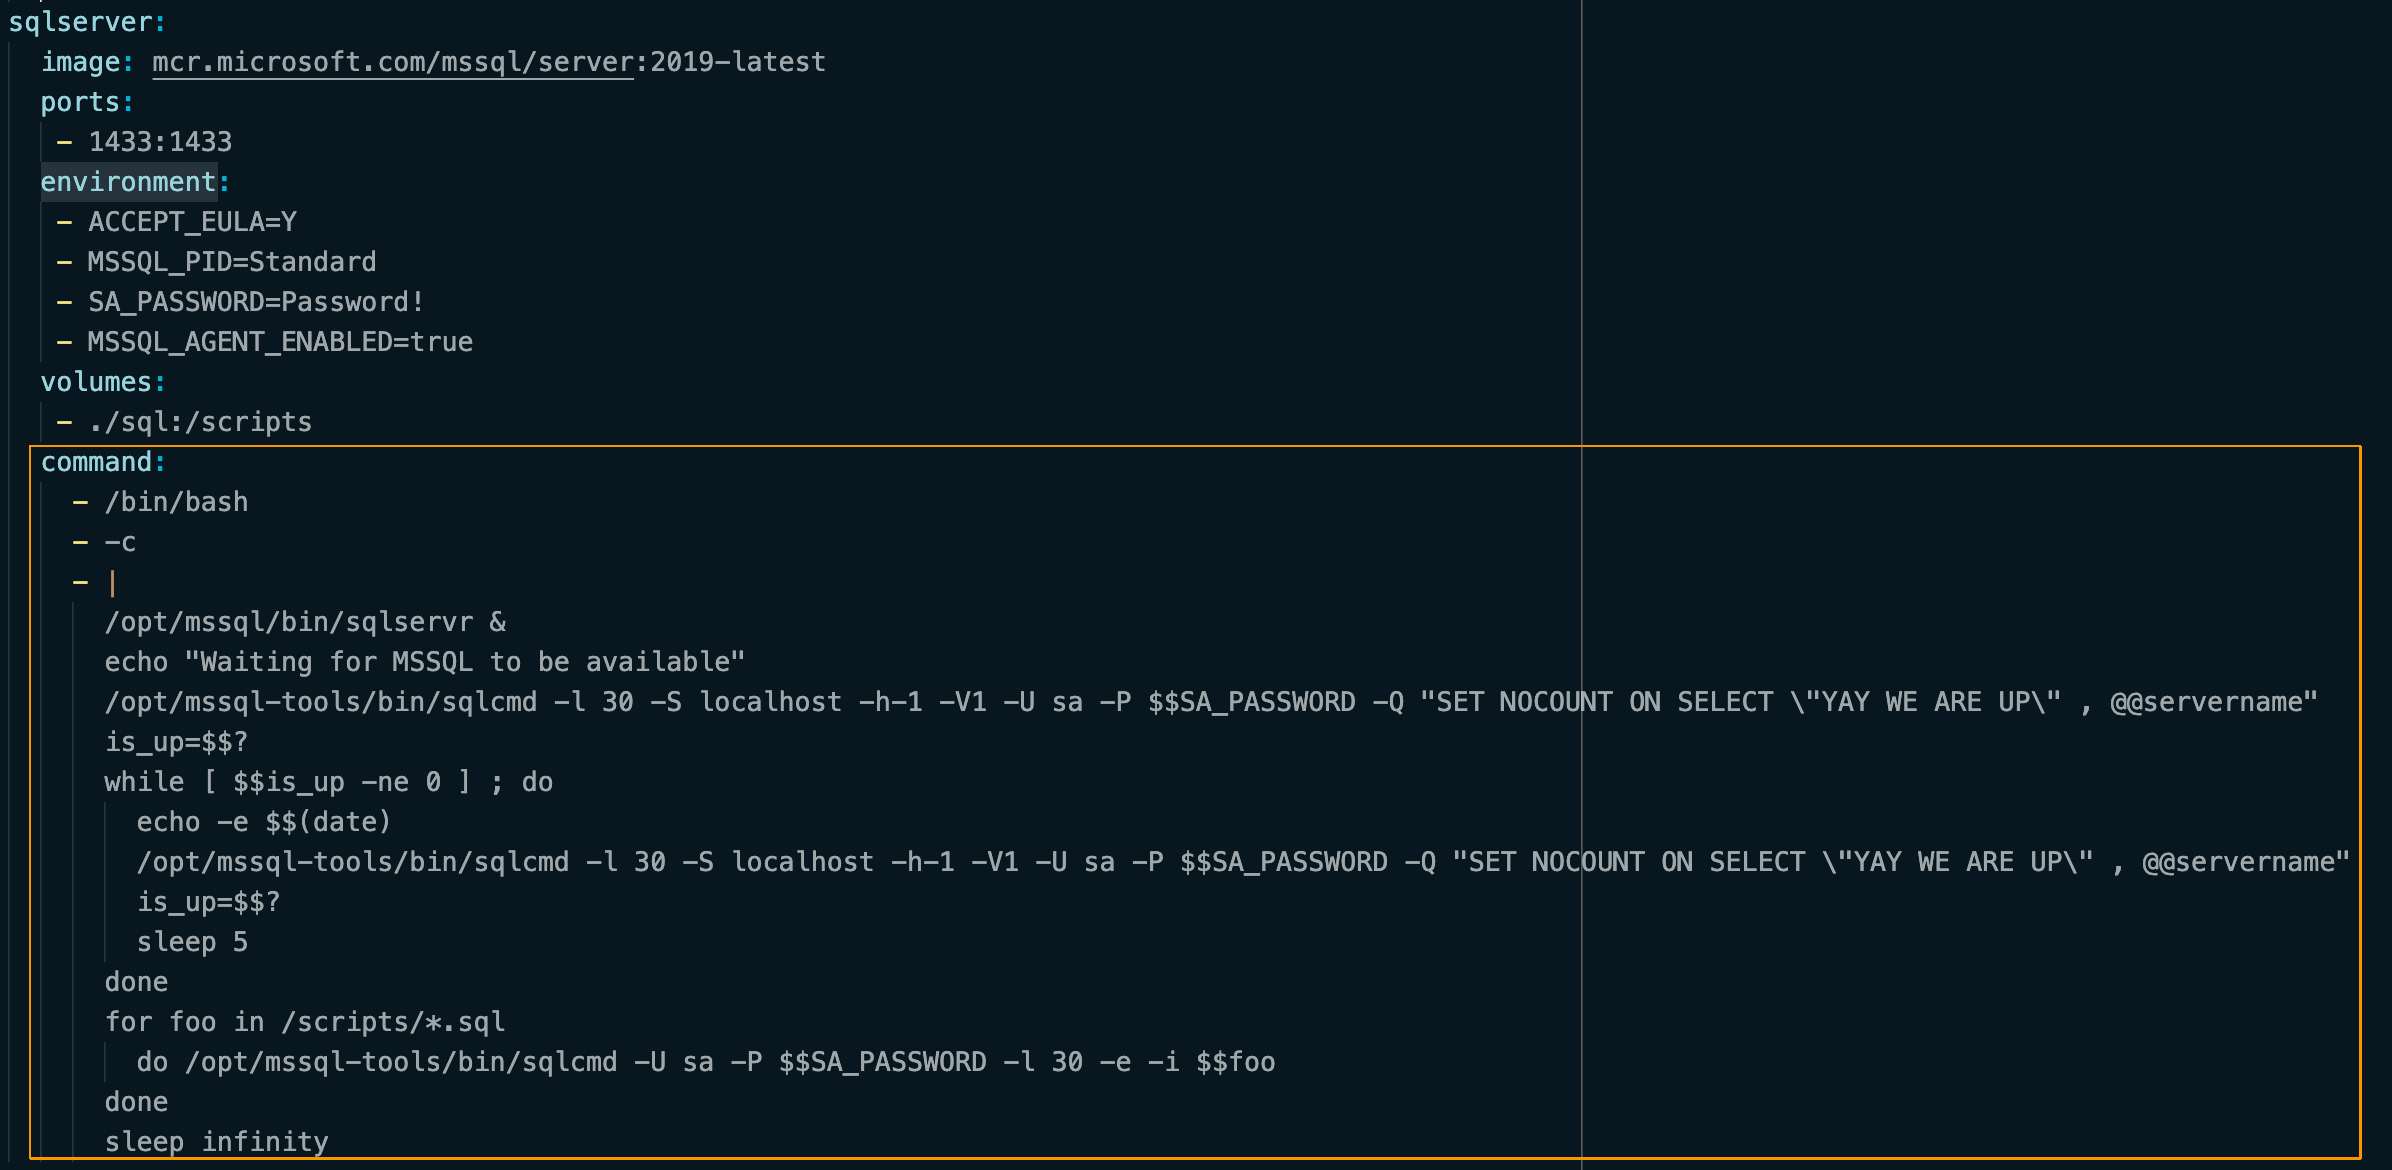 sqlserver:
  image: mcr.microsoft.com/mssql/server:2019-latest
  ports:
   - 1433:1433
  environment:
   - ACCEPT_EULA=Y
   - MSSQL_PID=Standard
   - SA_PASSWORD=Password!
   - MSSQL_AGENT_ENABLED=true
  volumes:
   - ./sql:/scripts
  command:
    - /bin/bash
    - -c
    - |
      /opt/mssql/bin/sqlservr &
      echo "Waiting for MSSQL to be available"
      /opt/mssql-tools/bin/sqlcmd -l 30 -S localhost -h-1 -V1 -U sa -P $$SA_PASSWORD -Q "SET NOCOUNT ON SELECT \"YAY WE ARE UP\" , @@servername"
      is_up=$$?
      while [ $$is_up -ne 0 ] ; do
        echo -e $$(date)
        /opt/mssql-tools/bin/sqlcmd -l 30 -S localhost -h-1 -V1 -U sa -P $$SA_PASSWORD -Q "SET NOCOUNT ON SELECT \"YAY WE ARE UP\" , @@servername"
        is_up=$$?
        sleep 5
      done
      for foo in /scripts/*.sql
        do /opt/mssql-tools/bin/sqlcmd -U sa -P $$SA_PASSWORD -l 30 -e -i $$foo
      done
      sleep infinity